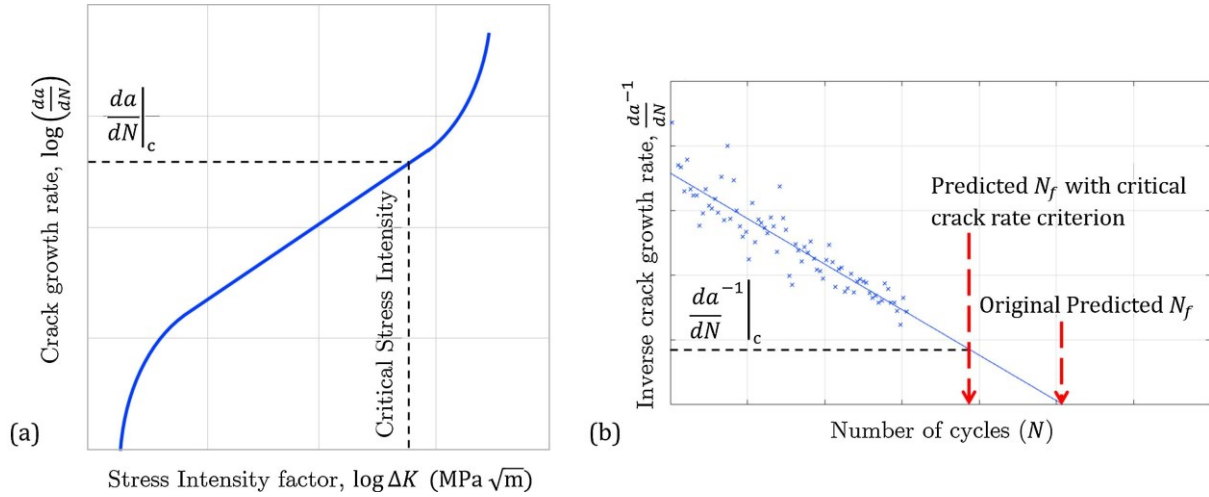 (a)
Crack growth rate, log(da/dN)
da/dN|c
Critical Stress Intensity
Stress Intensity factor, log ΔK (MPa √m)
(b)
Inverse crack growth rate, da⁻¹/dN
Predicted N_f with critical
crack rate criterion
da⁻¹/dN|c
Original Predicted N_f
Number of cycles (N)